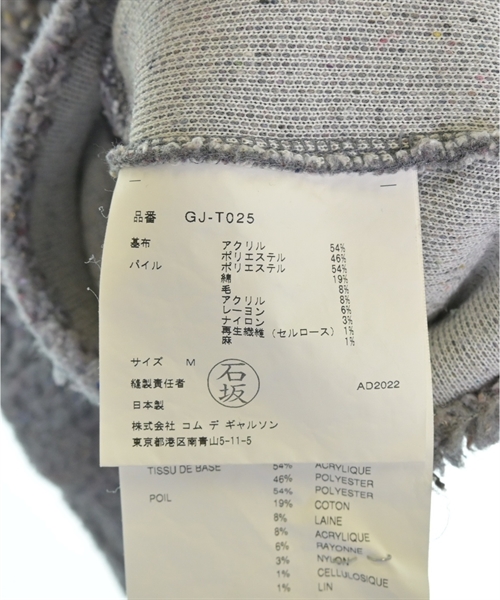 品番 GJ-T025
基布 アクリル 54%
ポリエステル 46%
パイル ポリエステル 54%
綿 19%
毛 8%
アクリル 8%
レーヨン 6%
ナイロン 3%
再生繊維(セルロース) 1%
麻 1%
サイズ M
縫製責任者 石坂 AD2022
日本製
株式会社 コム デ ギャルソン
東京都港区南青山5-11-5
TISSU DE BASE 54% ACRYLIQUE
46% POLYESTER
POIL 54% POLYESTER
19% COTON
8% LAINE
8% ACRYLIQUE
6% RAYONNE
3% NYLON
1% CELLULOSIQUE
1% LIN